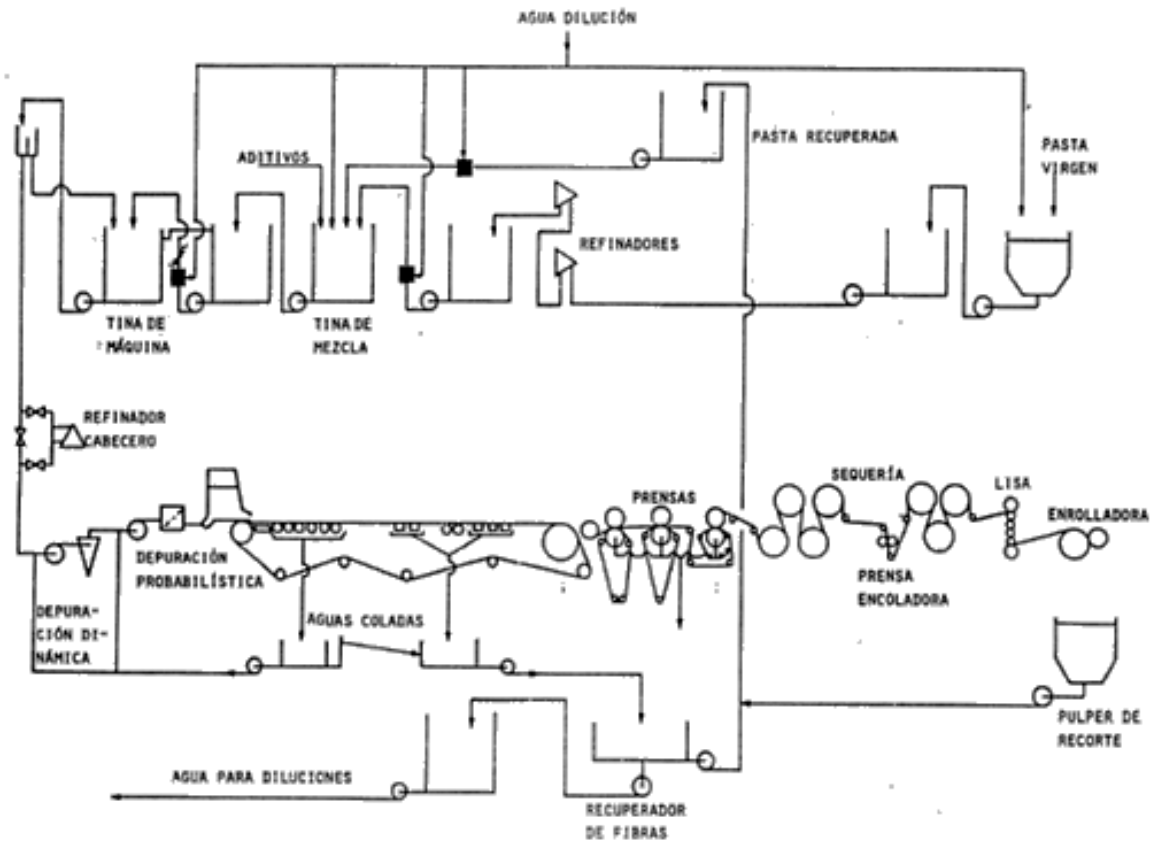 AGUA DILUCIÓN
PASTA RECUPERADA
PASTA
VIRGEN
ADITIVOS
REFINADORES
TINA DE
MÁQUINA
TINA DE
MEZCLA
REFINADOR
CABECERO
SEQUERÍA
LISA
PRENSAS
ENROLLADORA
DEPURACIÓN
PROBABILÍSTICA
PRENSA
ENCOLADORA
DEPURA-
CIÓN DI-
NÁMICA
AGUAS COLADAS
PULPER DE
RECORTE
AGUA PARA DILUCIONES
RECUPERADOR
DE FIBRAS